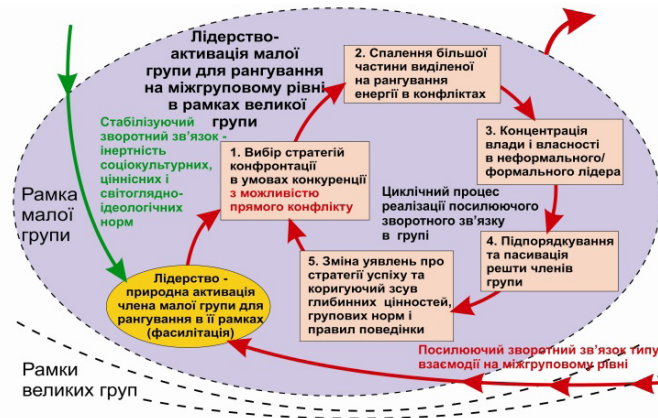 Лідерство-
активація малої
групи для рангування
на міжгруповому рівні
в рамках великої
групи
2. Спалення більшої
частини виділеної
на рангування
енергії в конфліктах
Стабілізуючий
зворотний зв’язок -
інертність
соціокультурних,
ціннісних і
світоглядно-
ідеологічних
норм
1. Вибір стратегій
конфронтації
в умовах конкуренції
з можливістю
прямого конфлікту
3. Концентрація
влади і власності
в неформального/
формального лідера
Рамка
малої
групи
Циклічний процес
реалізації посилюючого
зворотного зв’язку
в групі
4. Підпорядкування
та пасивація
решти членів
групи
5. Зміна уявлень про
стратегії успіху та
коригуючий зсув
глибинних цінностей,
групових норм і
правил поведінки
Лідерство -
природна активація
члена малої групи для
рангування в її рамках
(фасилітація)
Посилюючий зворотний зв’язок типу
взаємодії на міжгруповому рівні
Рамки
великих груп